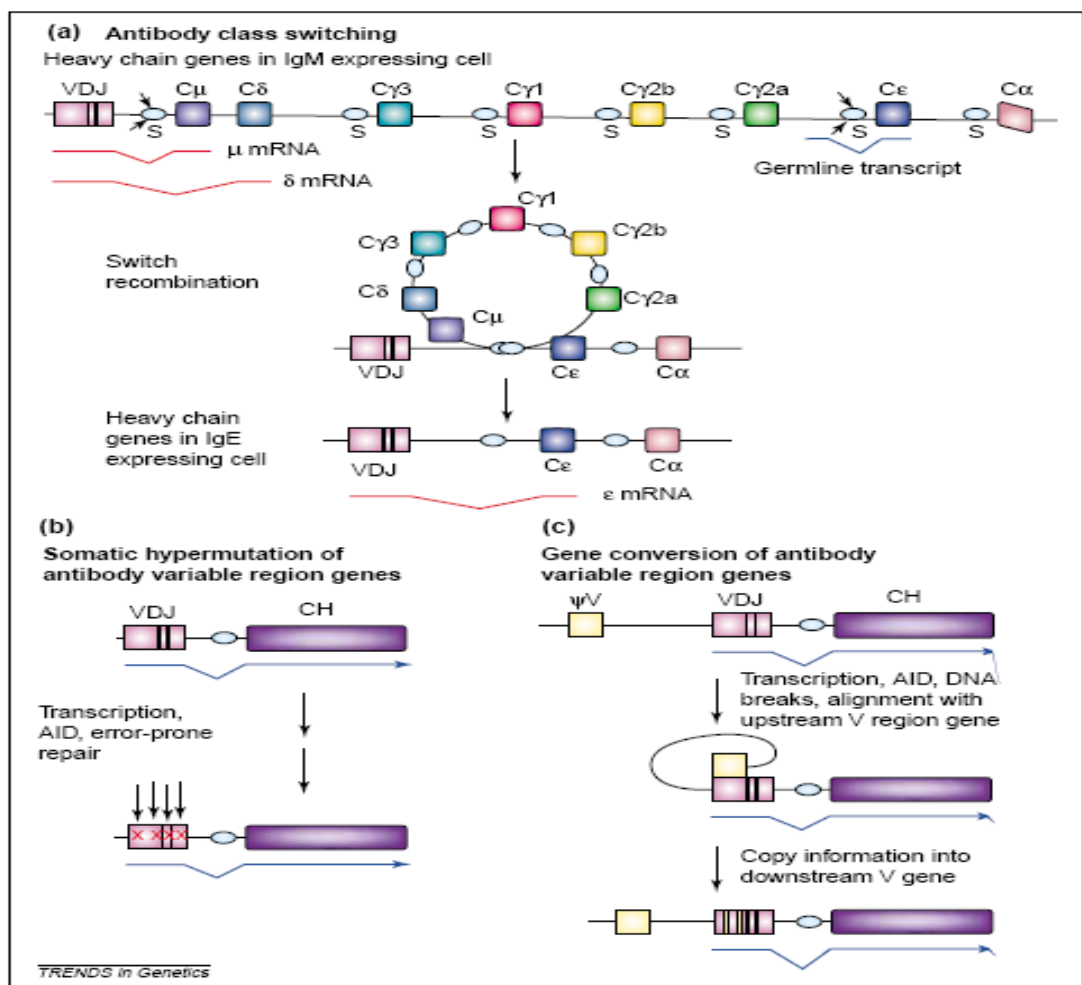 (a) Antibody class switching
Heavy chain genes in IgM expressing cell
VDJ Cμ Cδ Cγ3 Cγ1 Cγ2b Cγ2a Cε Cα
S S S S S S S
μ mRNA
Germline transcript
δ mRNA
Cγ1
Cγ3 Cγ2b
Switch
recombination
Cδ Cγ2a
Cμ
VDJ Cε Cα
Heavy chain
genes in IgE
expressing cell
VDJ Cε Cα
ε mRNA
(b)
Somatic hypermutation of
antibody variable region genes
VDJ CH
Transcription,
AID, error-prone
repair
x x x x
(c)
Gene conversion of antibody
variable region genes
ψV VDJ CH
Transcription, AID, DNA
breaks, alignment with
upstream V region gene
Copy information into
downstream V gene
TRENDS in Genetics